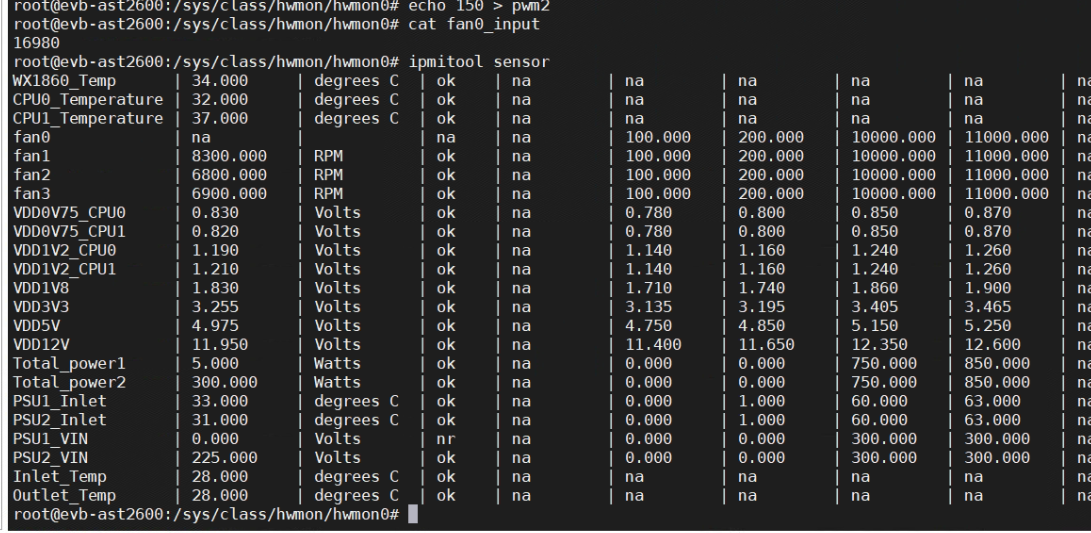 root@evb-ast2600:/sys/class/hwmon/hwmon0# echo 150 > pwm2
root@evb-ast2600:/sys/class/hwmon/hwmon0# cat fan0_input
16980
root@evb-ast2600:/sys/class/hwmon/hwmon0# ipmitool sensor
WX1860_Temp | 34.000 | degrees C | ok | na | na | na | na | na | na
CPU0_Temperature | 32.000 | degrees C | ok | na | na | na | na | na | na
CPU1_Temperature | 37.000 | degrees C | ok | na | na | na | na | na | na
fan0 | na | | na | na | 100.000 | 200.000 | 10000.000 | 11000.000 | na
fan1 | 8300.000 | RPM | ok | na | 100.000 | 200.000 | 10000.000 | 11000.000 | na
fan2 | 6800.000 | RPM | ok | na | 100.000 | 200.000 | 10000.000 | 11000.000 | na
fan3 | 6900.000 | RPM | ok | na | 100.000 | 200.000 | 10000.000 | 11000.000 | na
VDD0V75_CPU0 | 0.830 | Volts | ok | na | 0.780 | 0.800 | 0.850 | 0.870 | na
VDD0V75_CPU1 | 0.820 | Volts | ok | na | 0.780 | 0.800 | 0.850 | 0.870 | na
VDD1V2_CPU0 | 1.190 | Volts | ok | na | 1.140 | 1.160 | 1.240 | 1.260 | na
VDD1V2_CPU1 | 1.210 | Volts | ok | na | 1.140 | 1.160 | 1.240 | 1.260 | na
VDD1V8 | 1.830 | Volts | ok | na | 1.710 | 1.740 | 1.860 | 1.900 | na
VDD3V3 | 3.255 | Volts | ok | na | 3.135 | 3.195 | 3.405 | 3.465 | na
VDD5V | 4.975 | Volts | ok | na | 4.750 | 4.850 | 5.150 | 5.250 | na
VDD12V | 11.950 | Volts | ok | na | 11.400 | 11.650 | 12.350 | 12.600 | na
Total_power1 | 5.000 | Watts | ok | na | 0.000 | 0.000 | 750.000 | 850.000 | na
Total_power2 | 300.000 | Watts | ok | na | 0.000 | 0.000 | 750.000 | 850.000 | na
PSU1_Inlet | 33.000 | degrees C | ok | na | 0.000 | 1.000 | 60.000 | 63.000 | na
PSU2_Inlet | 31.000 | degrees C | ok | na | 0.000 | 1.000 | 60.000 | 63.000 | na
PSU1_VIN | 0.000 | Volts | nr | na | 0.000 | 0.000 | 300.000 | 300.000 | na
PSU2_VIN | 225.000 | Volts | ok | na | 0.000 | 0.000 | 300.000 | 300.000 | na
Inlet_Temp | 28.000 | degrees C | ok | na | na | na | na | na | na
Outlet_Temp | 28.000 | degrees C | ok | na | na | na | na | na | na
root@evb-ast2600:/sys/class/hwmon/hwmon0#